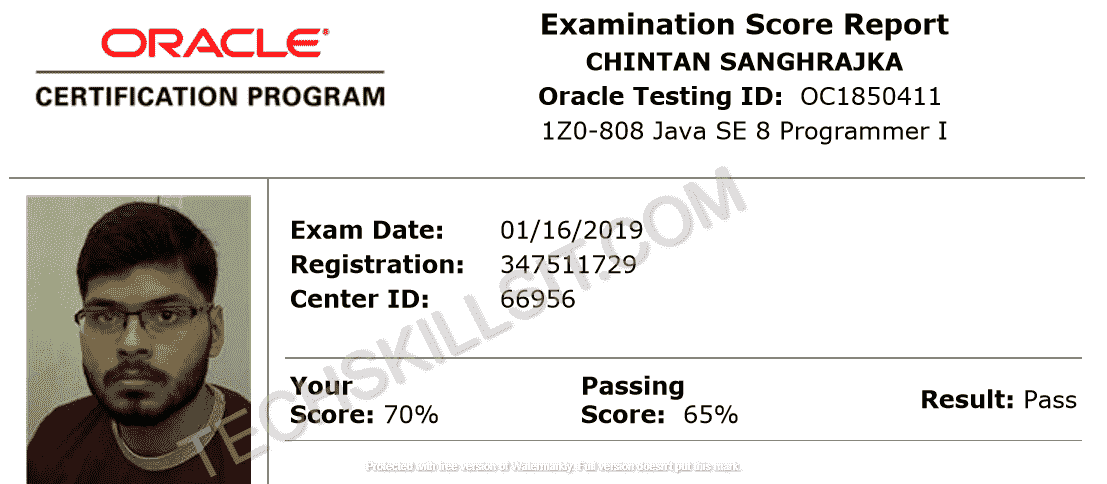 ORACLE
CERTIFICATION PROGRAM
Examination Score Report
CHINTAN SANGHRAJKA
Oracle Testing ID: OC1850411
1Z0-808 Java SE 8 Programmer I
Exam Date: 01/16/2019
Registration: 347511729
Center ID: 66956
Your
Score: 70%
Passing
Score: 65%
Result: Pass
TECHSKILLSIT.COM
Protected with free version of Watermarkly. Full version doesn't put this mark.